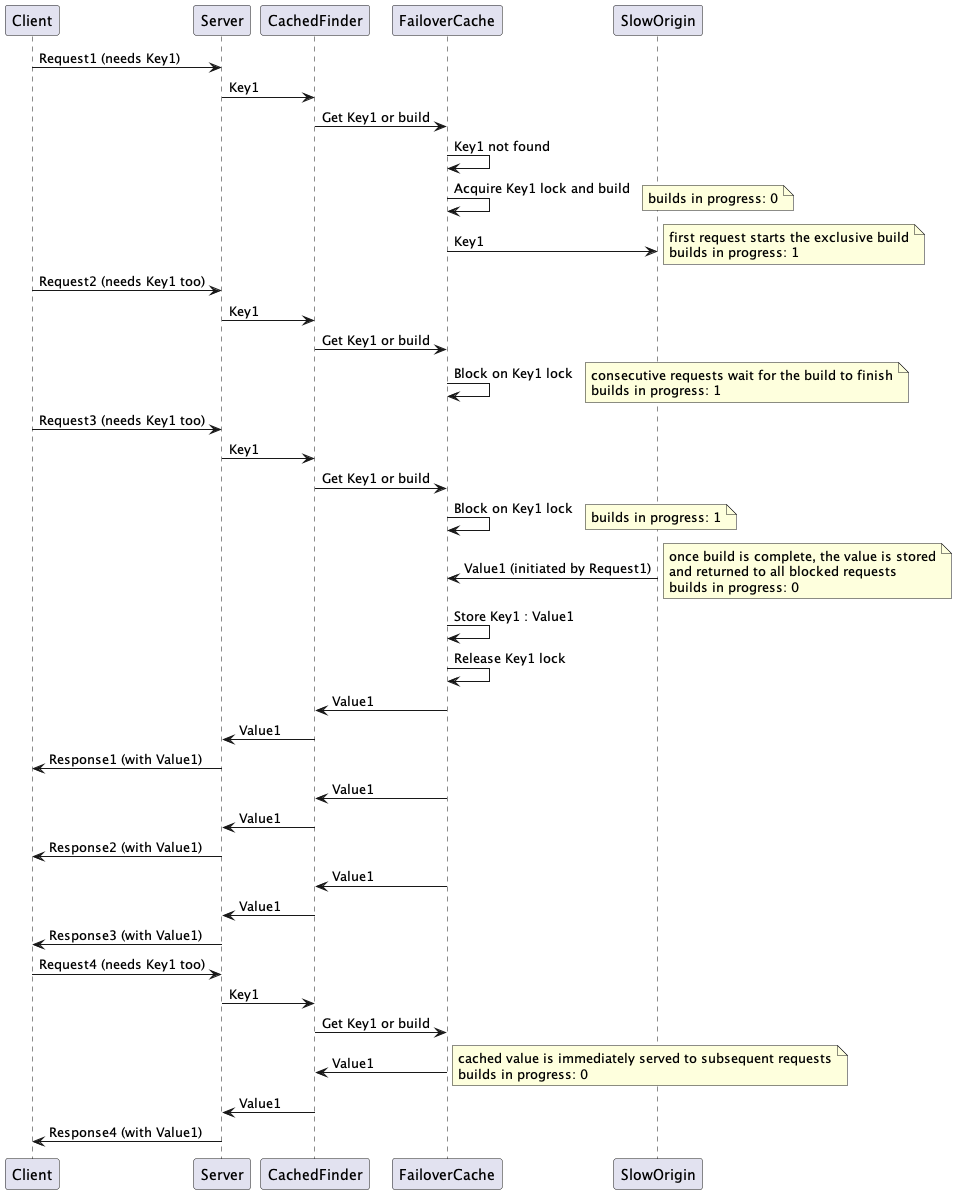 Client
Server
CachedFinder
FailoverCache
SlowOrigin
Request1 (needs Key1)
Key1
Get Key1 or build
Key1 not found
Acquire Key1 lock and build
builds in progress: 0
Key1
first request starts the exclusive build
builds in progress: 1
Request2 (needs Key1 too)
Key1
Get Key1 or build
Block on Key1 lock
consecutive requests wait for the build to finish
builds in progress: 1
Request3 (needs Key1 too)
Key1
Get Key1 or build
Block on Key1 lock
builds in progress: 1
Value1 (initiated by Request1)
once build is complete, the value is stored
and returned to all blocked requests
builds in progress: 0
Store Key1 : Value1
Release Key1 lock
Value1
Value1
Response1 (with Value1)
Value1
Value1
Response2 (with Value1)
Value1
Value1
Response3 (with Value1)
Request4 (needs Key1 too)
Key1
Get Key1 or build
Value1
cached value is immediately served to subsequent requests
builds in progress: 0
Value1
Response4 (with Value1)
Client
Server
CachedFinder
FailoverCache
SlowOrigin